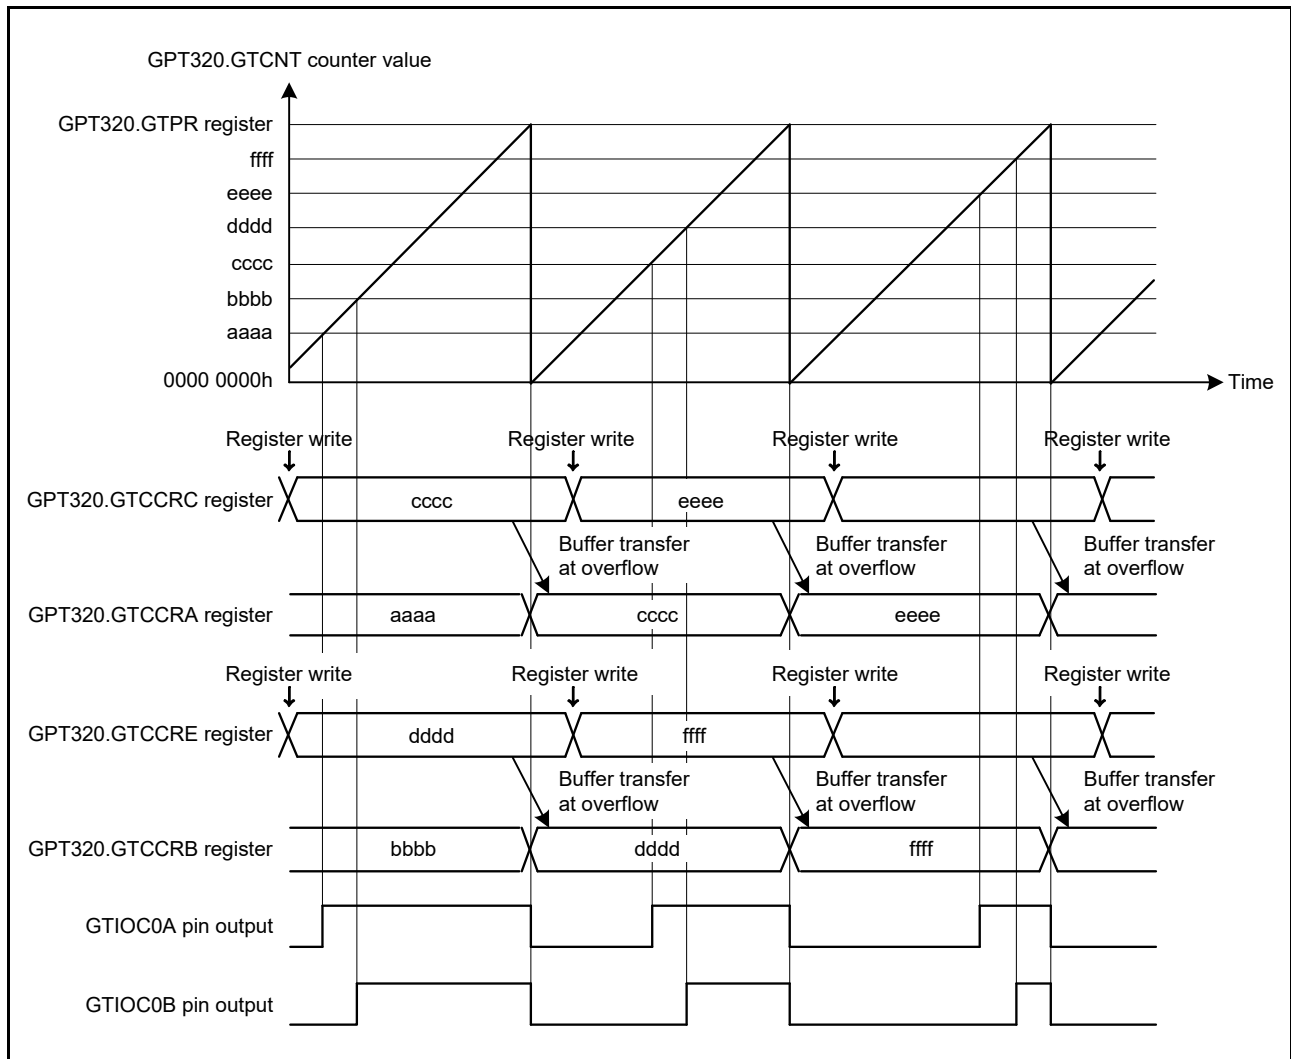 GPT320.GTCNT counter value
GPT320.GTPR register
ffff
eeee
dddd
cccc
bbbb
aaaa
0000 0000h
Time
Register write Register write Register write Register write
GPT320.GTCCRC register cccc eeee
Buffer transfer Buffer transfer Buffer transfer
at overflow at overflow at overflow
GPT320.GTCCRA register aaaa cccc eeee
Register write Register write Register write Register write
GPT320.GTCCRE register dddd ffff
Buffer transfer Buffer transfer Buffer transfer
at overflow at overflow at overflow
GPT320.GTCCRB register bbbb dddd ffff
GTIOC0A pin output
GTIOC0B pin output